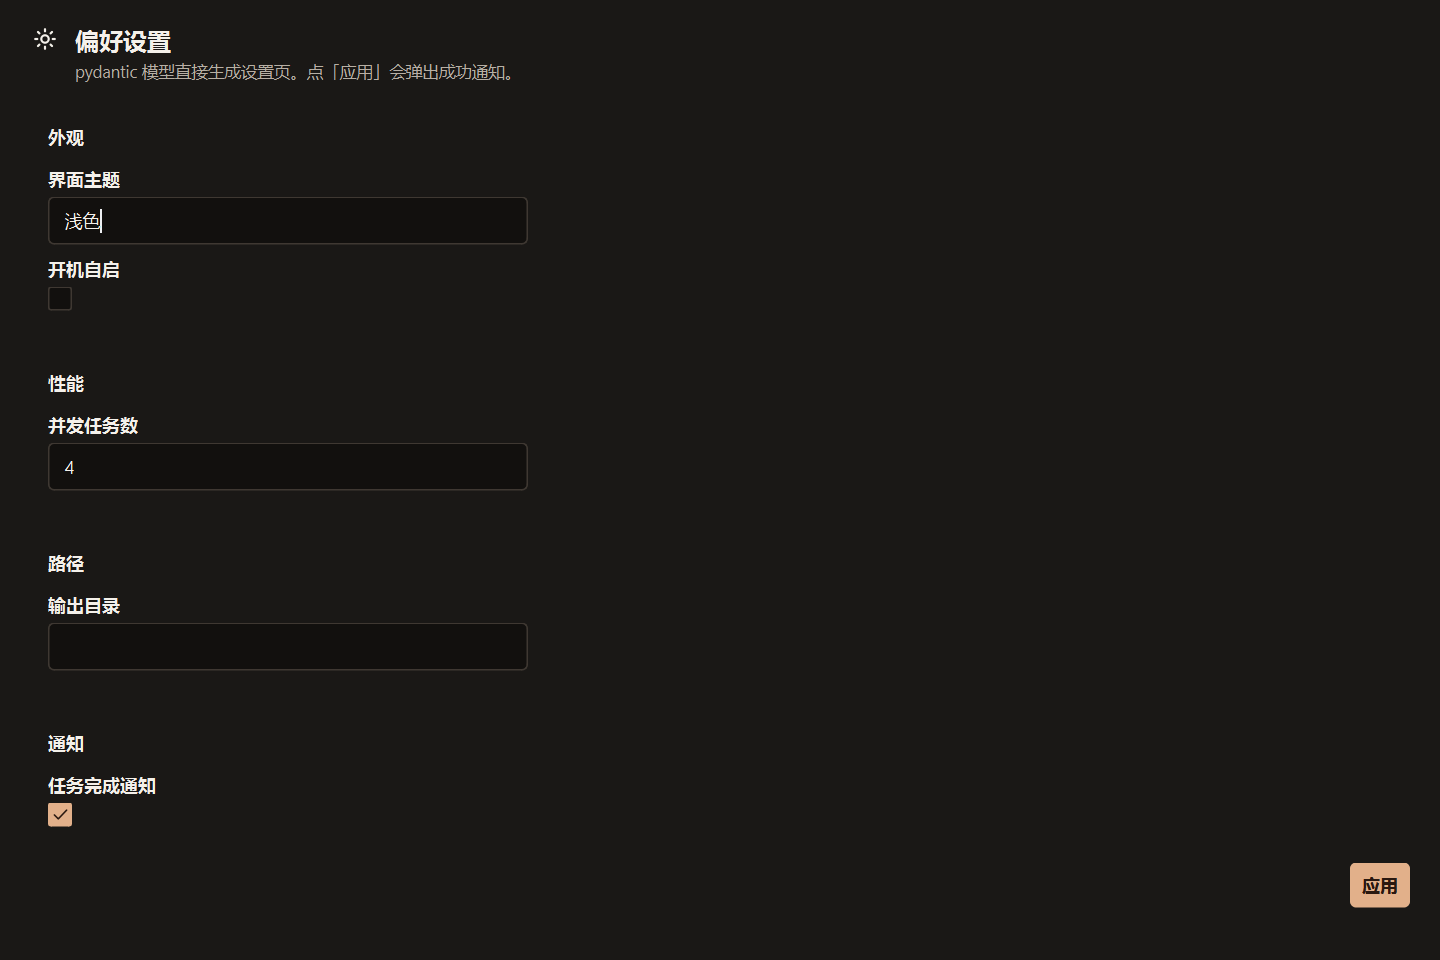 偏好设置
pydantic 模型直接生成设置页。点「应用」会弹出成功通知。
外观
界面主题
浅色
开机自启
性能
并发任务数
4
路径
输出目录
通知
任务完成通知
应用